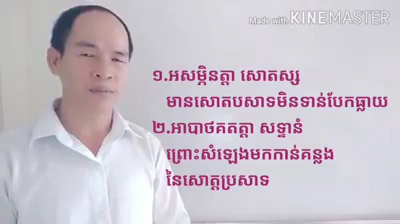 Made with KINEMASTER
១.អសម្ភិនត្តា សោតស្ស
មានសោតបសាទមិនទាន់បែកធ្លាយ
២.អាបាថគតត្តា សទ្ទានំ
ព្រោះសំឡេងមកកាន់គន្លង
នៃសោត្តប្រសាទ